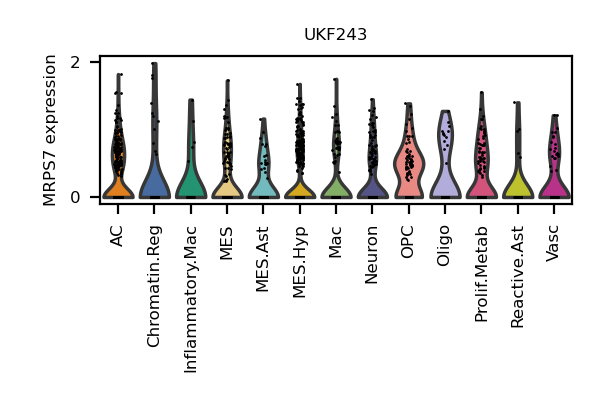 UKF243
MRPS7 expression
2
0
AC
Chromatin.Reg
Inflammatory.Mac
MES
MES.Ast
MES.Hyp
Mac
Neuron
OPC
Oligo
Prolif.Metab
Reactive.Ast
Vasc